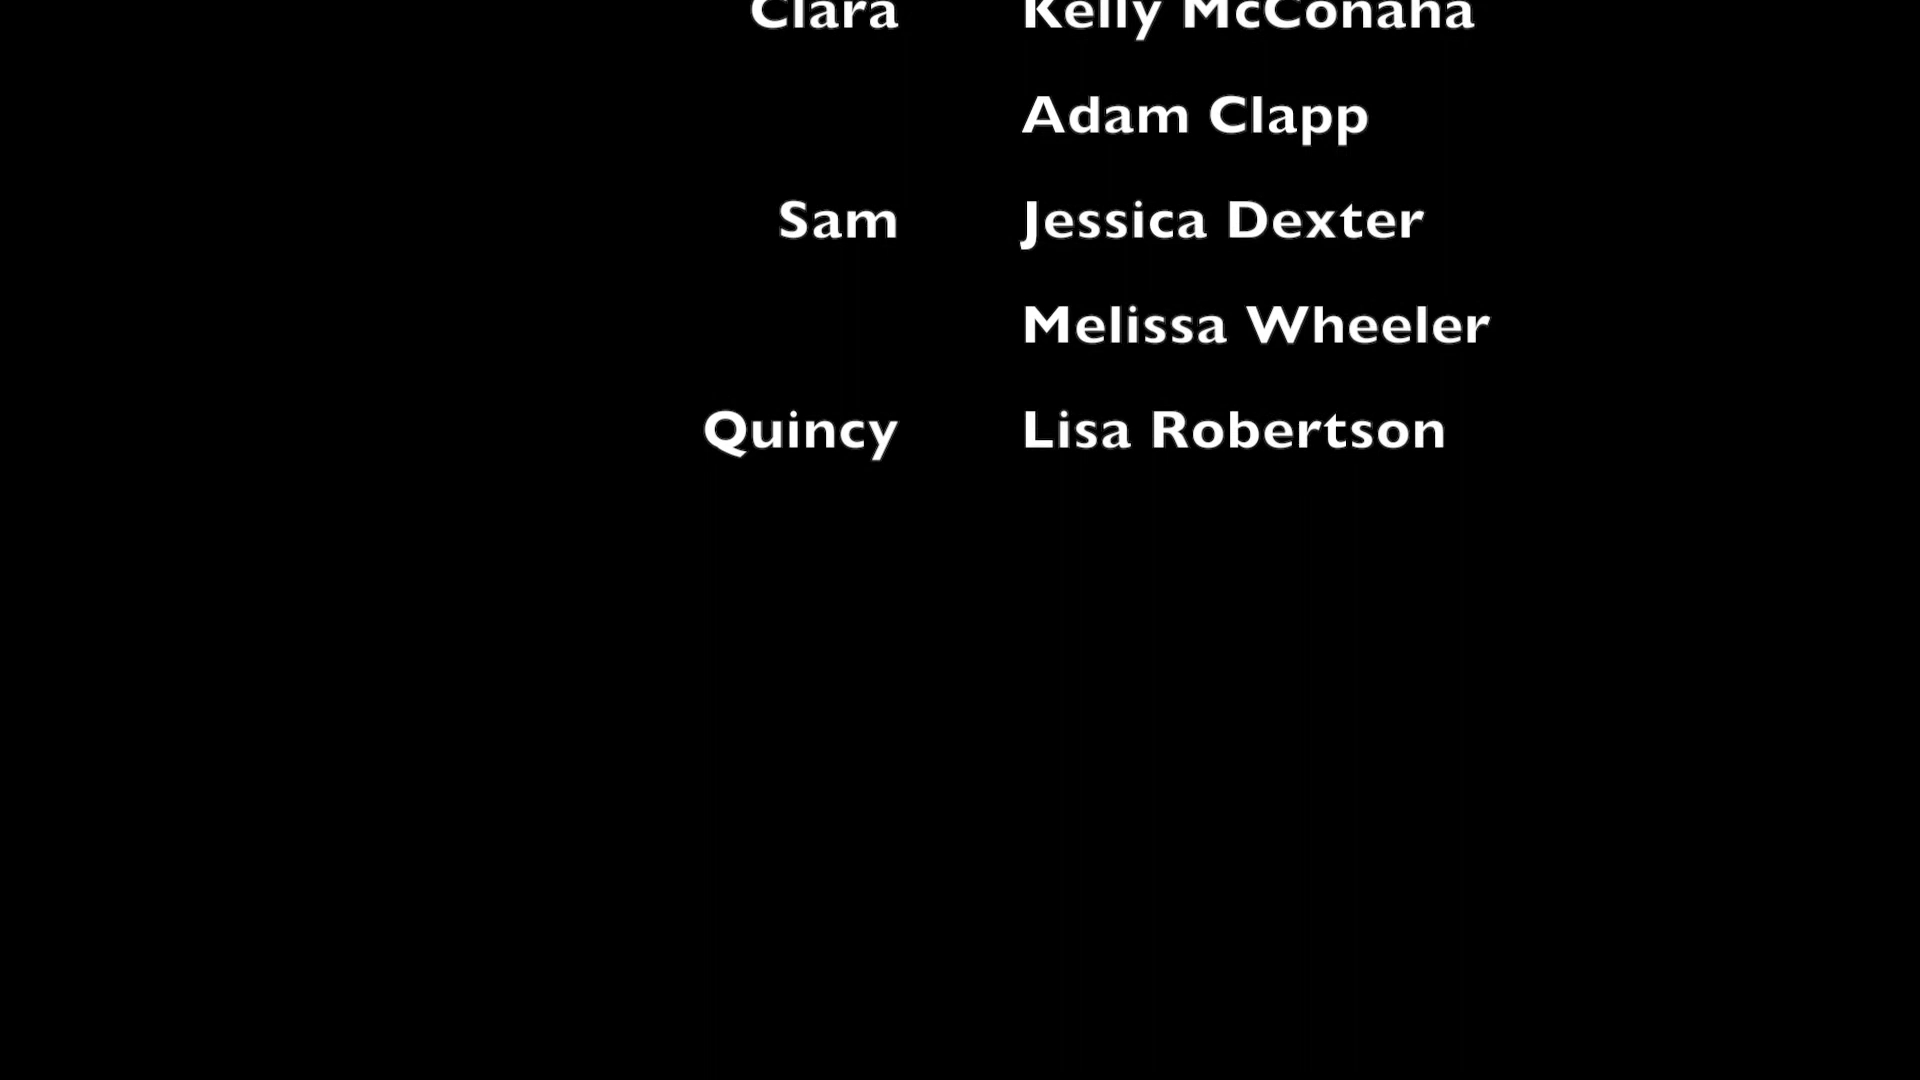 Clara Kelly McConaha
Adam Clapp
Sam Jessica Dexter
Melissa Wheeler
Quincy Lisa Robertson